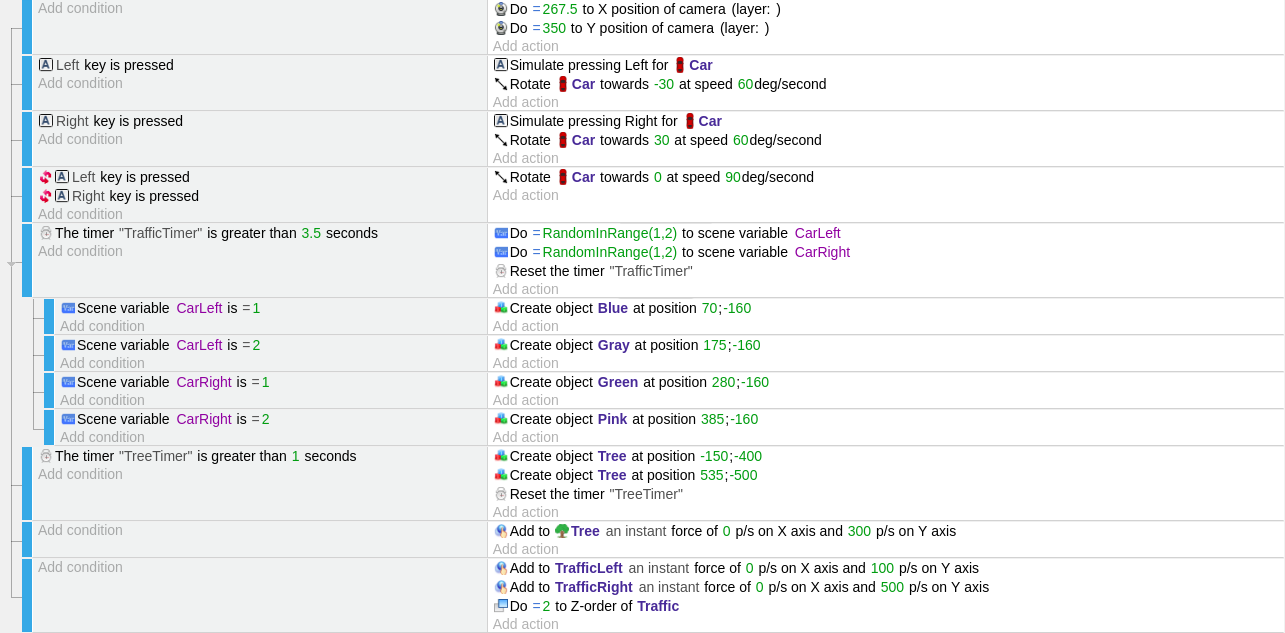 Add condition
Do =267.5 to X position of camera (layer: )
Do =350 to Y position of camera (layer: )
Add action
Left key is pressed
Add condition
Simulate pressing Left for Car
Rotate Car towards -30 at speed 60deg/second
Add action
Right key is pressed
Add condition
Simulate pressing Right for Car
Rotate Car towards 30 at speed 60deg/second
Add action
Left key is pressed
Right key is pressed
Add condition
Rotate Car towards 0 at speed 90deg/second
Add action
The timer "TrafficTimer" is greater than 3.5 seconds
Add condition
Do =RandomInRange(1,2) to scene variable CarLeft
Do =RandomInRange(1,2) to scene variable CarRight
Reset the timer "TrafficTimer"
Add action
Scene variable CarLeft is =1
Add condition
Create object Blue at position 70;-160
Add action
Scene variable CarLeft is =2
Add condition
Create object Gray at position 175;-160
Add action
Scene variable CarRight is =1
Add condition
Create object Green at position 280;-160
Add action
Scene variable CarRight is =2
Add condition
Create object Pink at position 385;-160
Add action
The timer "TreeTimer" is greater than 1 seconds
Add condition
Create object Tree at position -150;-400
Create object Tree at position 535;-500
Reset the timer "TreeTimer"
Add action
Add condition
Add to Tree an instant force of 0 p/s on X axis and 300 p/s on Y axis
Add action
Add condition
Add to TrafficLeft an instant force of 0 p/s on X axis and 100 p/s on Y axis
Add to TrafficRight an instant force of 0 p/s on X axis and 500 p/s on Y axis
Do =2 to Z-order of Traffic
Add action